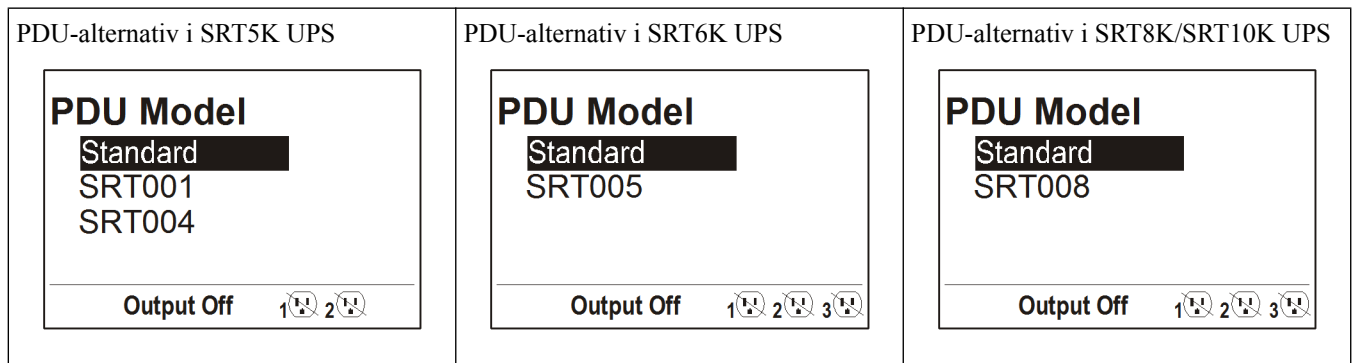 PDU-alternativ i SRT5K UPS
PDU Model
Standard
SRT001
SRT004
Output Off 1 2
PDU-alternativ i SRT6K UPS
PDU Model
Standard
SRT005
Output Off 1 2 3
PDU-alternativ i SRT8K/SRT10K UPS
PDU Model
Standard
SRT008
Output Off 1 2 3